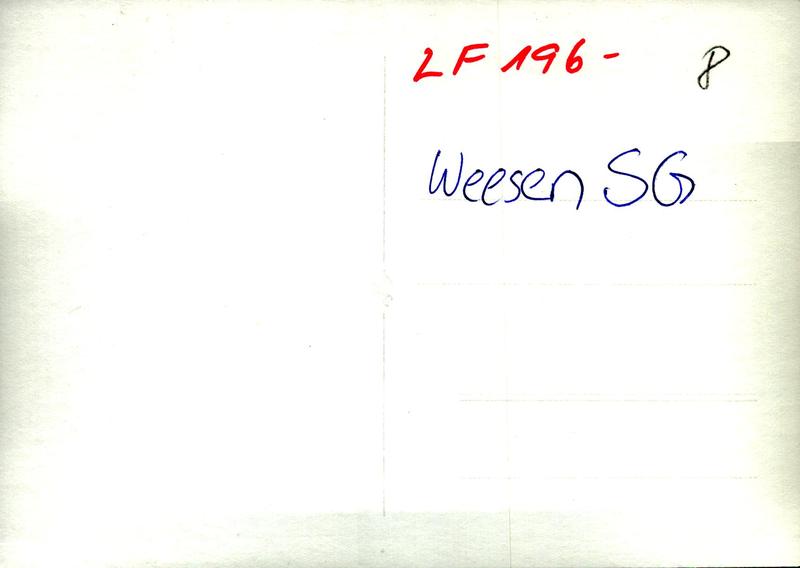 LF 196- 8
Weesen SG